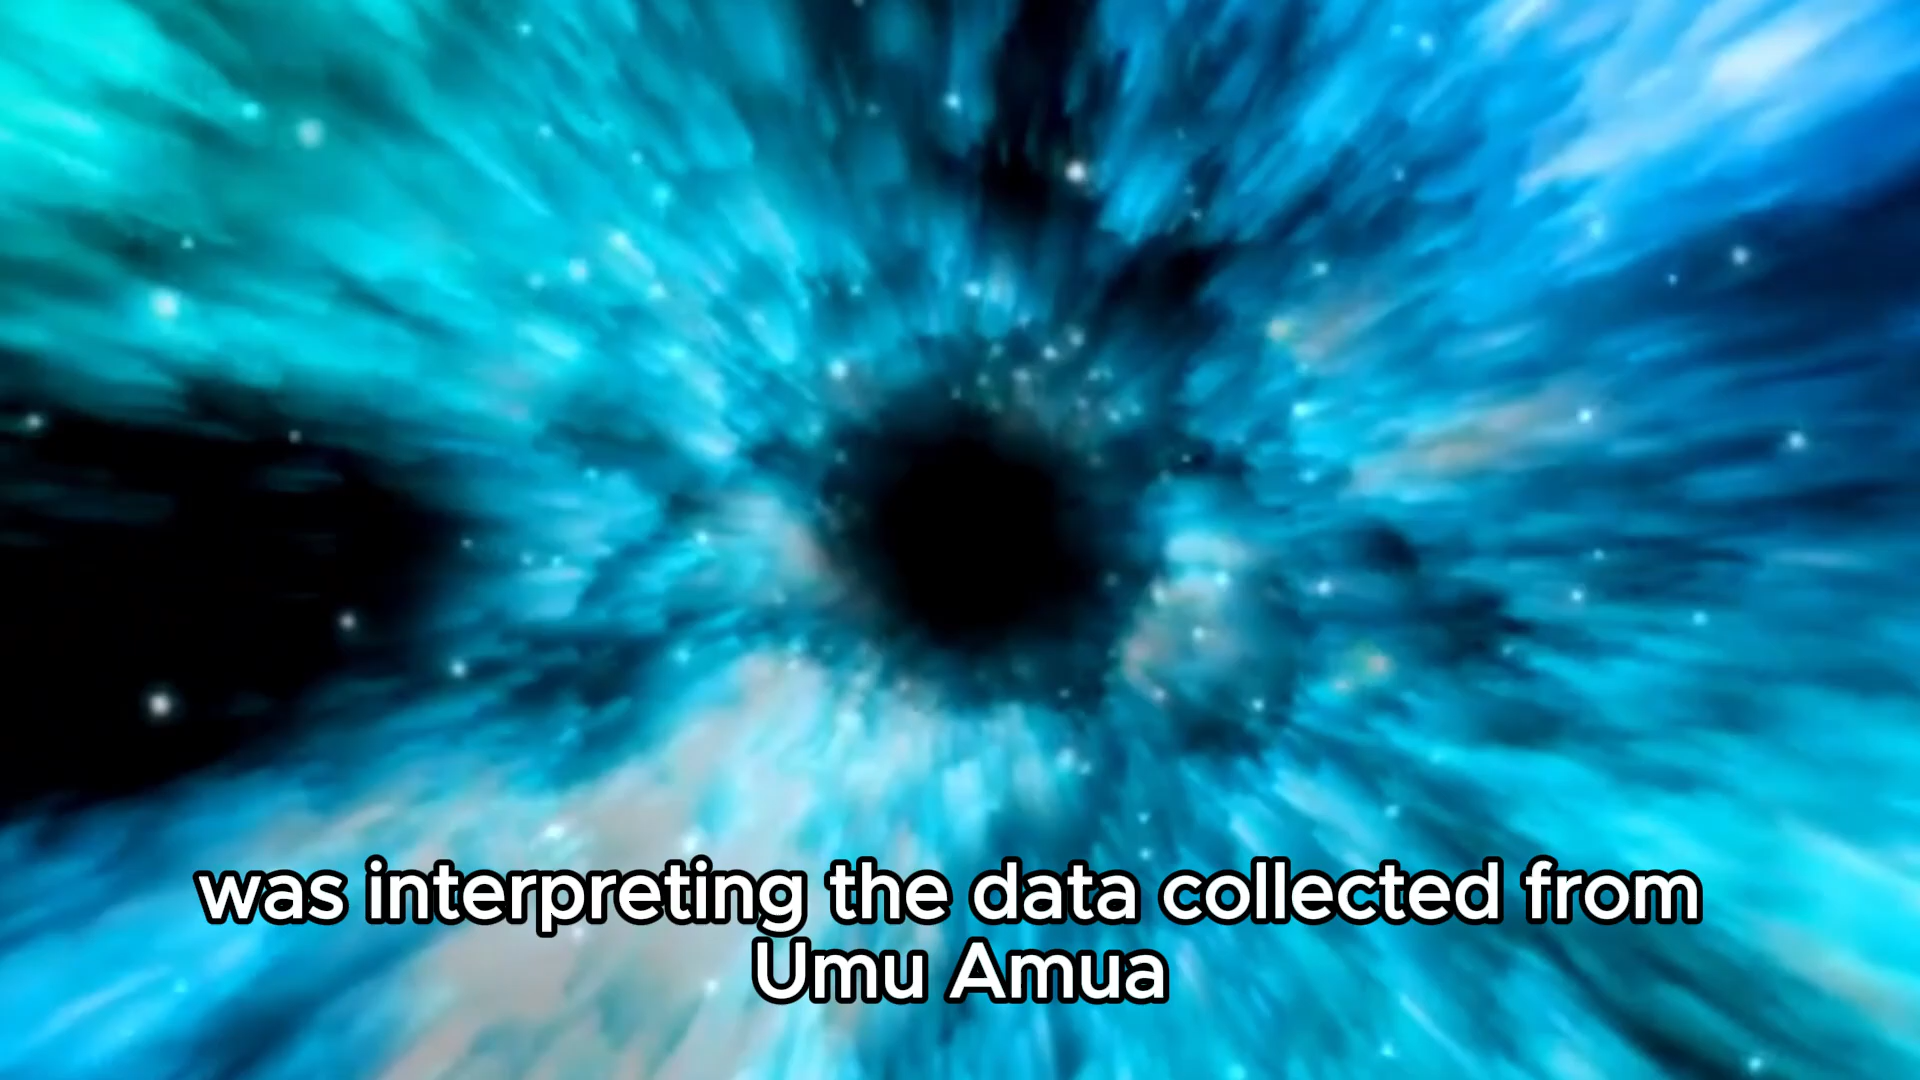 was interpreting the data collected from
Umu Amua